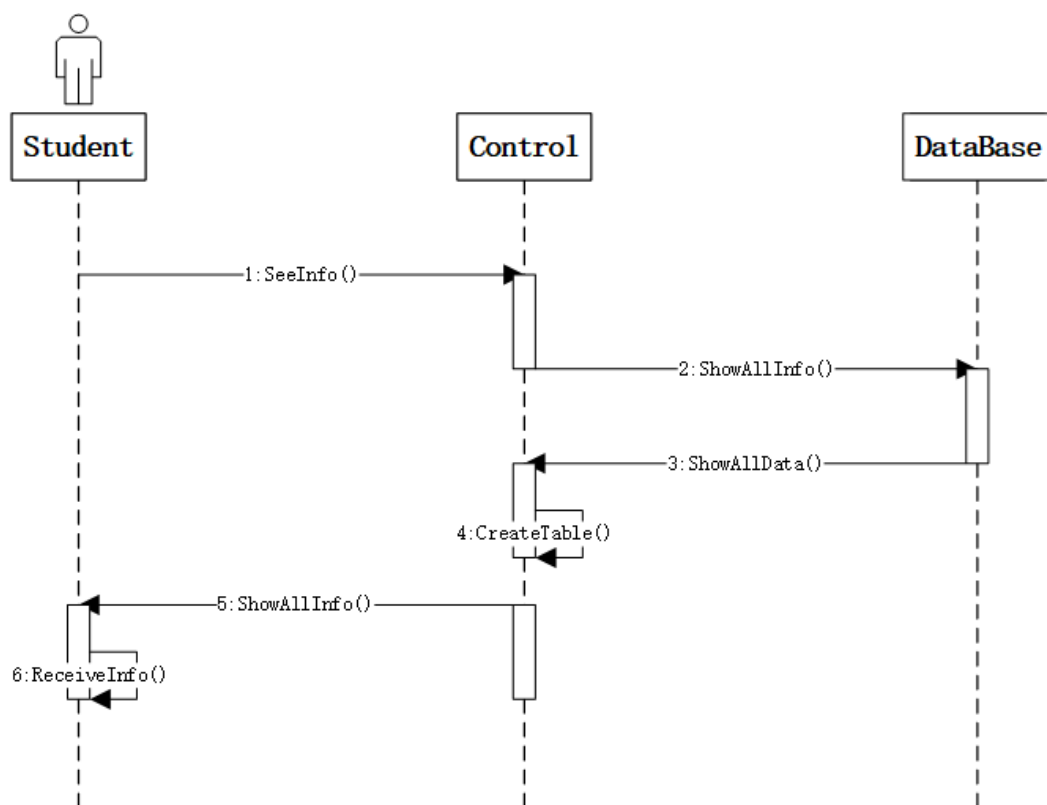 Student
Control
DataBase
1:SeeInfo()
2:ShowAllInfo()
3:ShowAllData()
4:CreateTable()
5:ShowAllInfo()
6:ReceiveInfo()